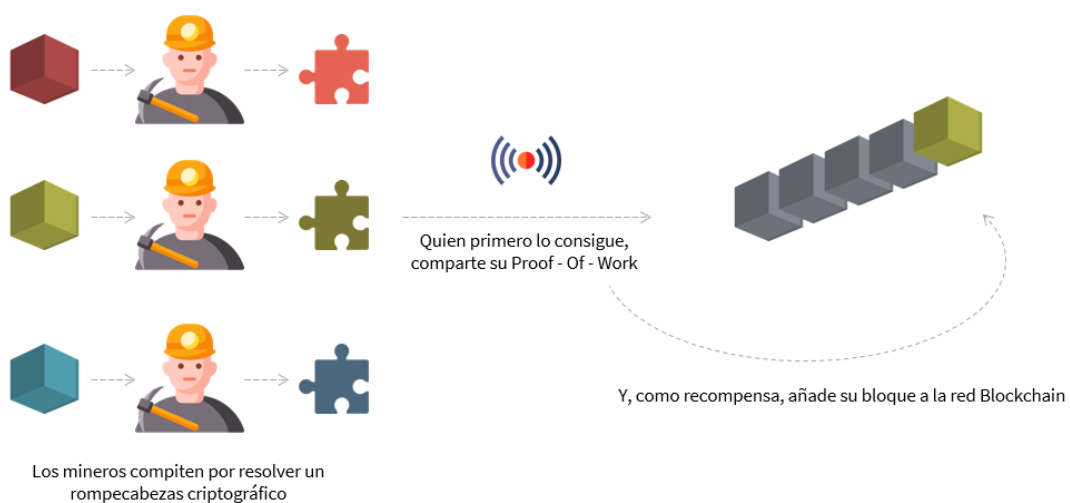 Quien primero lo consigue,
comparte su Proof - Of - Work
Y, como recompensa, añade su bloque a la red Blockchain
Los mineros compiten por resolver un
rompecabezas criptográfico